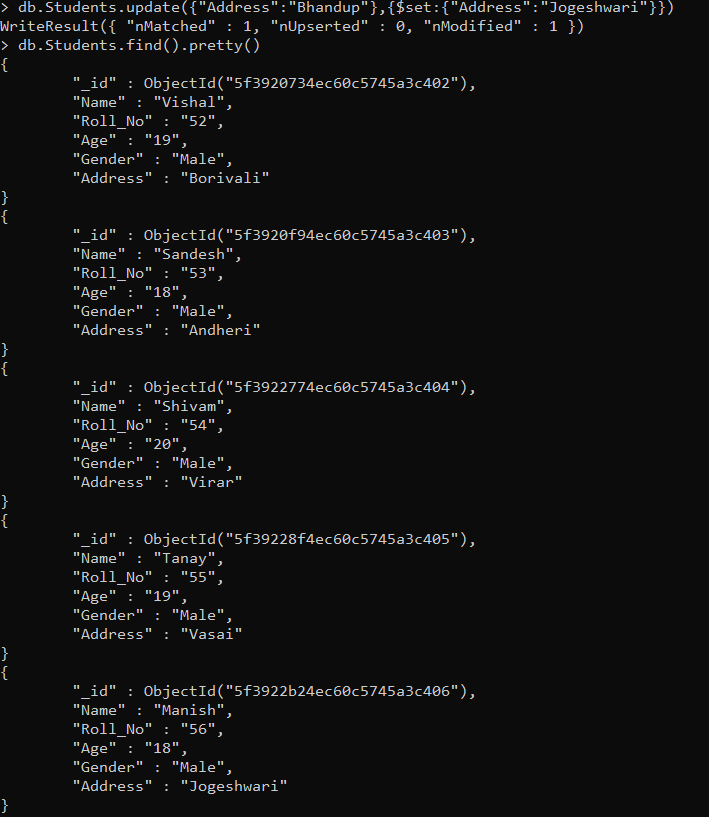 > db.Students.update({"Address":"Bhandup"},{$set:{"Address":"Jogeshwari"}})
WriteResult({ "nMatched" : 1, "nUpserted" : 0, "nModified" : 1 })
> db.Students.find().pretty()
{
        "_id" : ObjectId("5f3920734ec60c5745a3c402"),
        "Name" : "Vishal",
        "Roll_No" : "52",
        "Age" : "19",
        "Gender" : "Male",
        "Address" : "Borivali"
}
{
        "_id" : ObjectId("5f3920f94ec60c5745a3c403"),
        "Name" : "Sandesh",
        "Roll_No" : "53",
        "Age" : "18",
        "Gender" : "Male",
        "Address" : "Andheri"
}
{
        "_id" : ObjectId("5f3922774ec60c5745a3c404"),
        "Name" : "Shivam",
        "Roll_No" : "54",
        "Age" : "20",
        "Gender" : "Male",
        "Address" : "Virar"
}
{
        "_id" : ObjectId("5f39228f4ec60c5745a3c405"),
        "Name" : "Tanay",
        "Roll_No" : "55",
        "Age" : "19",
        "Gender" : "Male",
        "Address" : "Vasai"
}
{
        "_id" : ObjectId("5f3922b24ec60c5745a3c406"),
        "Name" : "Manish",
        "Roll_No" : "56",
        "Age" : "18",
        "Gender" : "Male",
        "Address" : "Jogeshwari"
}